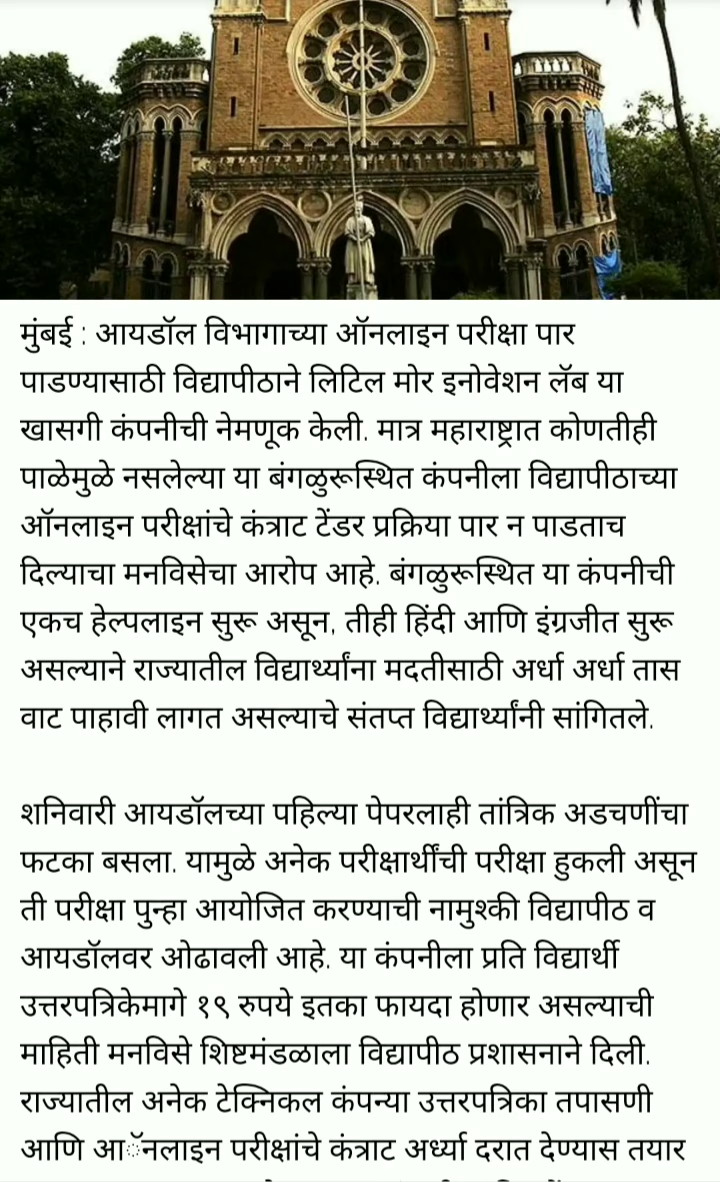 मुंबई : आयडॉल विभागाच्या ऑनलाइन परीक्षा पार
पाडण्यासाठी विद्यापीठाने लिटिल मोर इनोवेशन लॅब या
खासगी कंपनीची नेमणूक केली. मात्र महाराष्ट्रात कोणतीही
पाळेमुळे नसलेल्या या बंगळुरूस्थित कंपनीला विद्यापीठाच्या
ऑनलाइन परीक्षांचे कंत्राट टेंडर प्रक्रिया पार न पाडताच
दिल्याचा मनविसेचा आरोप आहे. बंगळुरूस्थित या कंपनीची
एकच हेल्पलाइन सुरू असून, तीही हिंदी आणि इंग्रजीत सुरू
असल्याने राज्यातील विद्यार्थ्यांना मदतीसाठी अर्धा अर्धा तास
वाट पाहावी लागत असल्याचे संतप्त विद्यार्थ्यांनी सांगितले.
शनिवारी आयडॉलच्या पहिल्या पेपरलाही तांत्रिक अडचणींचा
फटका बसला. यामुळे अनेक परीक्षार्थींची परीक्षा हुकली असून
ती परीक्षा पुन्हा आयोजित करण्याची नामुश्की विद्यापीठ व
आयडॉलवर ओढावली आहे. या कंपनीला प्रति विद्यार्थी
उत्तरपत्रिकेमागे १९ रुपये इतका फायदा होणार असल्याची
माहिती मनविसे शिष्टमंडळाला विद्यापीठ प्रशासनाने दिली.
राज्यातील अनेक टेक्निकल कंपन्या उत्तरपत्रिका तपासणी
आणि आॅनलाइन परीक्षांचे कंत्राट अर्ध्या दरात देण्यास तयार